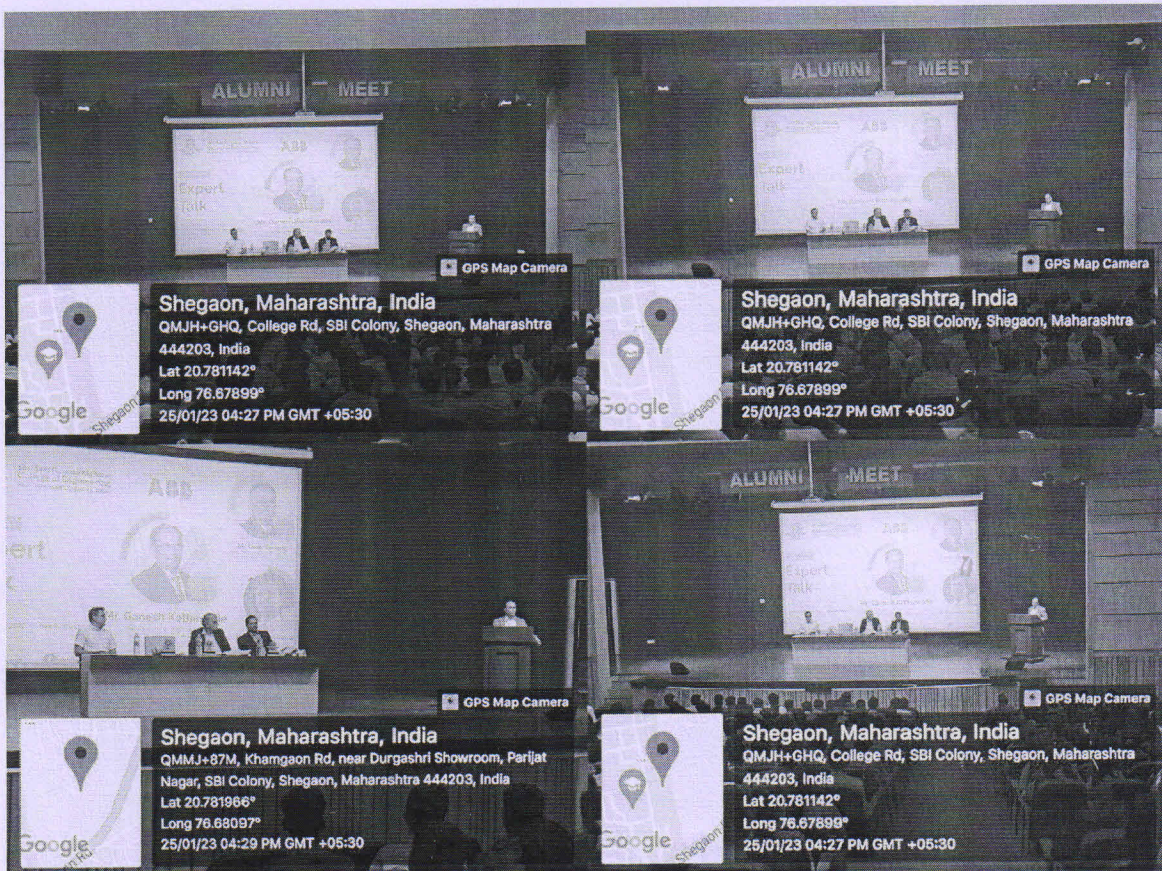 ALUMNI MEET
ABB
Expert
Talk
GPS Map Camera
Google
Shegaon
Shegaon, Maharashtra, India
QMJH+GHQ, College Rd, SBI Colony, Shegaon, Maharashtra
444203, India
Lat 20.781142°
Long 76.67899°
25/01/23 04:27 PM GMT +05:30
ALUMNI MEET
Expert
Talk
GPS Map Camera
Google
Shegaon
Shegaon, Maharashtra, India
QMJH+GHQ, College Rd, SBI Colony, Shegaon, Maharashtra
444203, India
Lat 20.781142°
Long 76.67899°
25/01/23 04:27 PM GMT +05:30
ABB
ert
k
Mr. Ganesh
GPS Map Camera
Google
Shegaon, Maharashtra, India
QMMJ+87M, Khamgaon Rd, near Durgashri Showroom, Parijat
Nagar, SBI Colony, Shegaon, Maharashtra 444203, India
Lat 20.781966°
Long 76.68097°
25/01/23 04:29 PM GMT +05:30
ALUMNI MEET
ABB
Expert
Talk
GPS Map Camera
Google
Shegaon
Shegaon, Maharashtra, India
QMJH+GHQ, College Rd, SBI Colony, Shegaon, Maharashtra
444203, India
Lat 20.781142°
Long 76.67899°
25/01/23 04:27 PM GMT +05:30